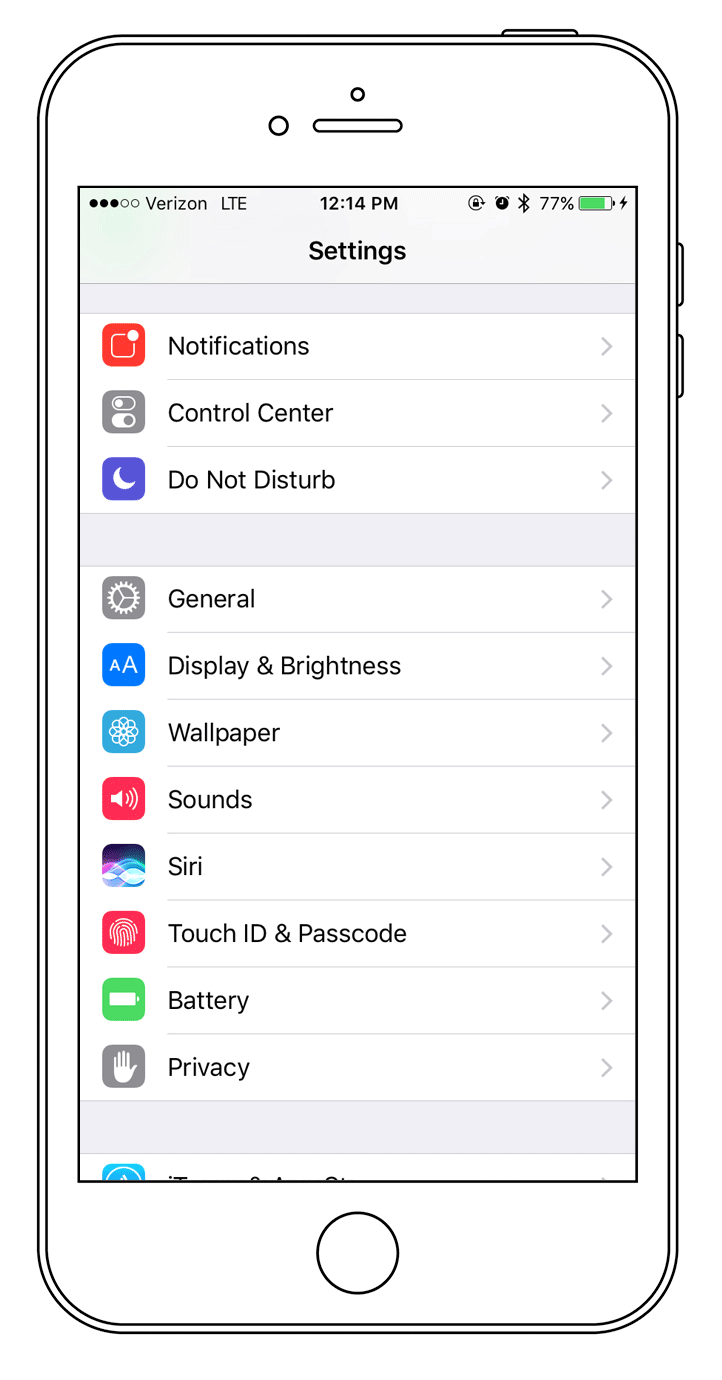 Verizon LTE 12:14 PM 77%
Settings
Notifications
Control Center
Do Not Disturb
General
AA Display & Brightness
Wallpaper
Sounds
Siri
Touch ID & Passcode
Battery
Privacy